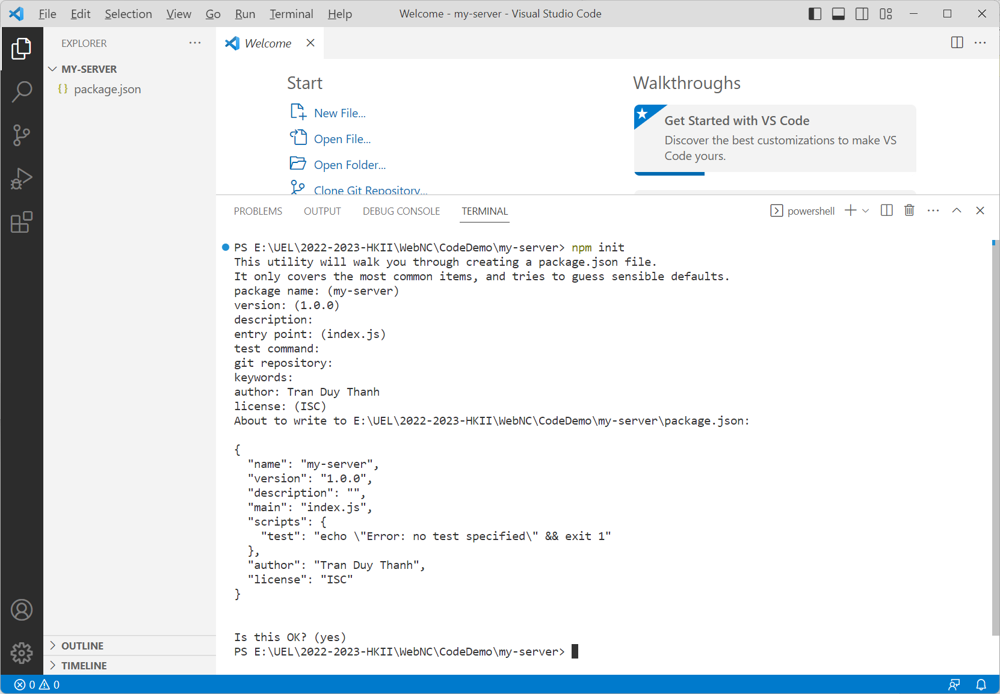 File Edit Selection View Go Run Terminal Help Welcome - my-server - Visual Studio Code
EXPLORER
MY-SERVER
{} package.json
OUTLINE
TIMELINE
Welcome
Start
New File...
Open File...
Open Folder...
Clone Git Repository...
Walkthroughs
Get Started with VS Code
Discover the best customizations to make VS
Code yours.
PROBLEMS OUTPUT DEBUG CONSOLE TERMINAL powershell
PS E:\UEL\2022-2023-HKII\WebNC\CodeDemo\my-server> npm init
This utility will walk you through creating a package.json file.
It only covers the most common items, and tries to guess sensible defaults.
package name: (my-server)
version: (1.0.0)
description:
entry point: (index.js)
test command:
git repository:
keywords:
author: Tran Duy Thanh
license: (ISC)
About to write to E:\UEL\2022-2023-HKII\WebNC\CodeDemo\my-server\package.json:
{
  "name": "my-server",
  "version": "1.0.0",
  "description": "",
  "main": "index.js",
  "scripts": {
    "test": "echo \"Error: no test specified\" && exit 1"
  },
  "author": "Tran Duy Thanh",
  "license": "ISC"
}
Is this OK? (yes)
PS E:\UEL\2022-2023-HKII\WebNC\CodeDemo\my-server>
0 0